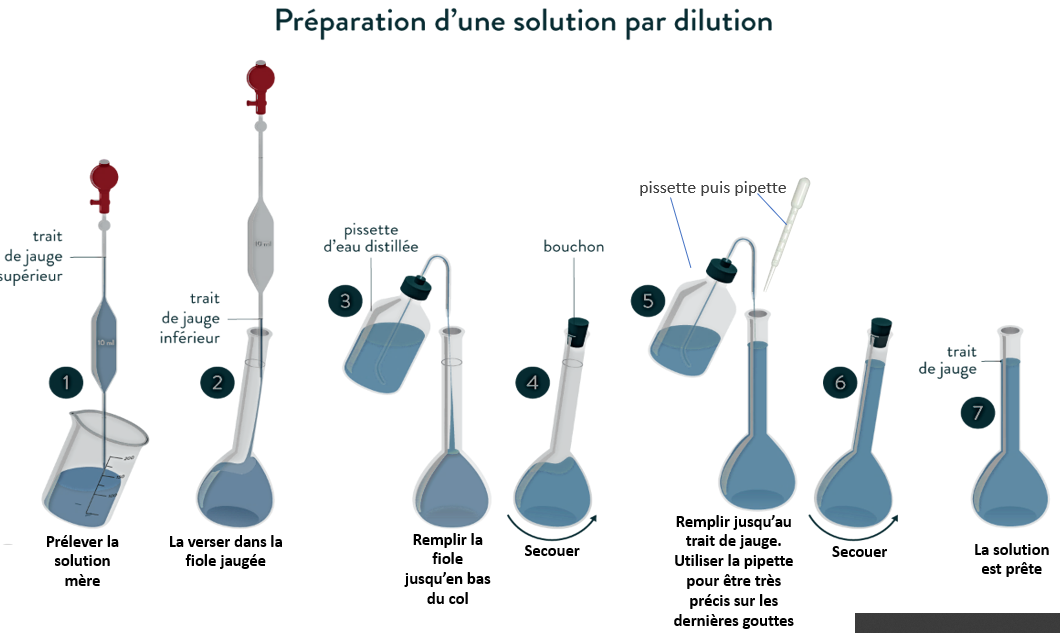 Préparation d'une solution par dilution
trait
de jauge
supérieur
10 ml
1
Prélever la
solution
mère
10 ml
trait
de jauge
inférieur
2
La verser dans la
fiole jaugée
pissette
d'eau distillée
3
Remplir la
fiole
jusqu'en bas
du col
bouchon
4
Secouer
pissette puis pipette
5
Remplir jusqu'au
trait de jauge.
Utiliser la pipette
pour être très
précis sur les
dernières gouttes
6
Secouer
trait
de jauge
7
La solution
est prête